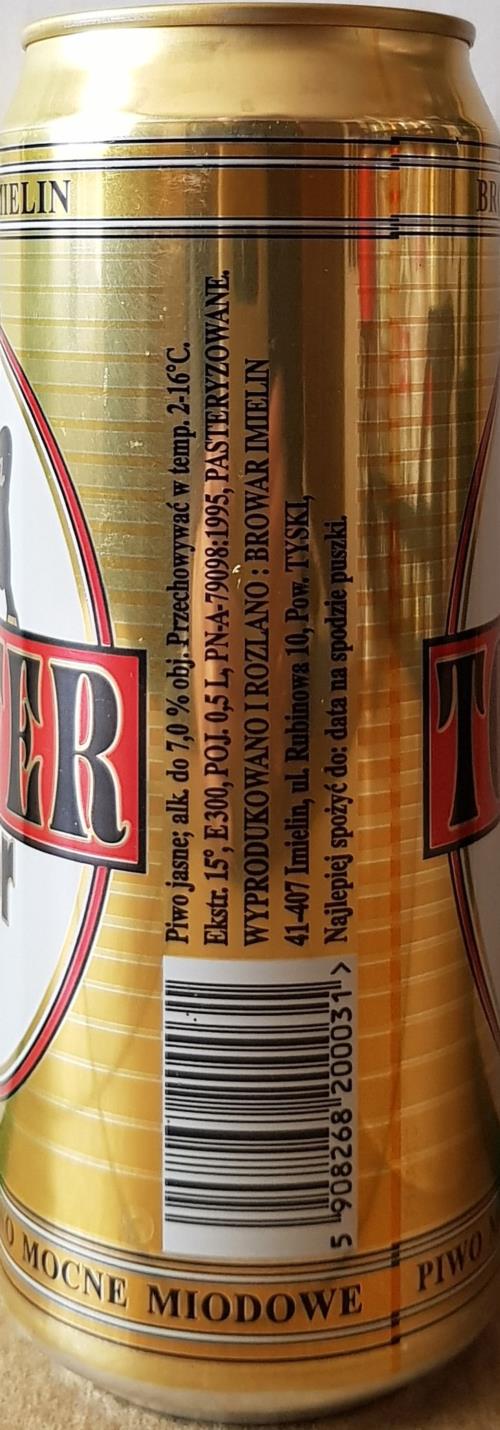 MIELIN
BR
TER
T
r
Piwo jasne; alk. do 7,0 % obj. Przechowywać w temp. 2-16°C.
Ekstr. 15°, E300, POJ. 0,5 L, PN-A-79098:1995, PASTERYZOWANE.
WYPRODUKOWANO I ROZLANO : BROWAR IMIELIN
41-407 Imielin, ul. Rubinowa 10, Pow. TYSKI,
Najlepiej spożyć do: data na spodzie puszki.
5 908268 200031 >
O MOCNE MIODOWE
PIWO